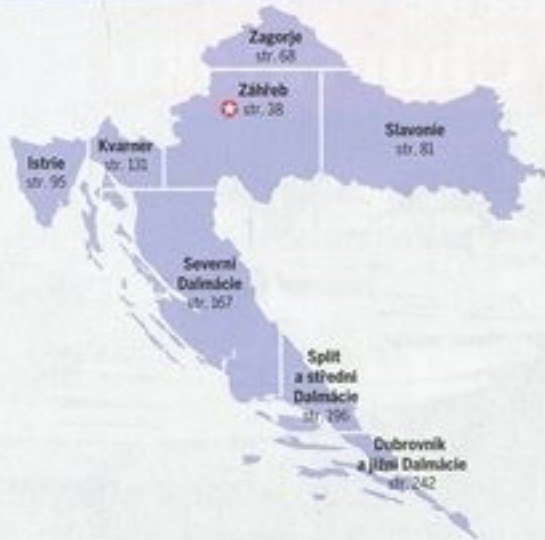 Zagorje
str. 68
Záhřeb
str. 38
Slavonie
str. 81
Kvarner
str. 131
Istrie
str. 95
Severní
Dalmácie
str. 167
Split
a střední
Dalmácie
str. 196
Dubrovník
a jižní Dalmácie
str. 242